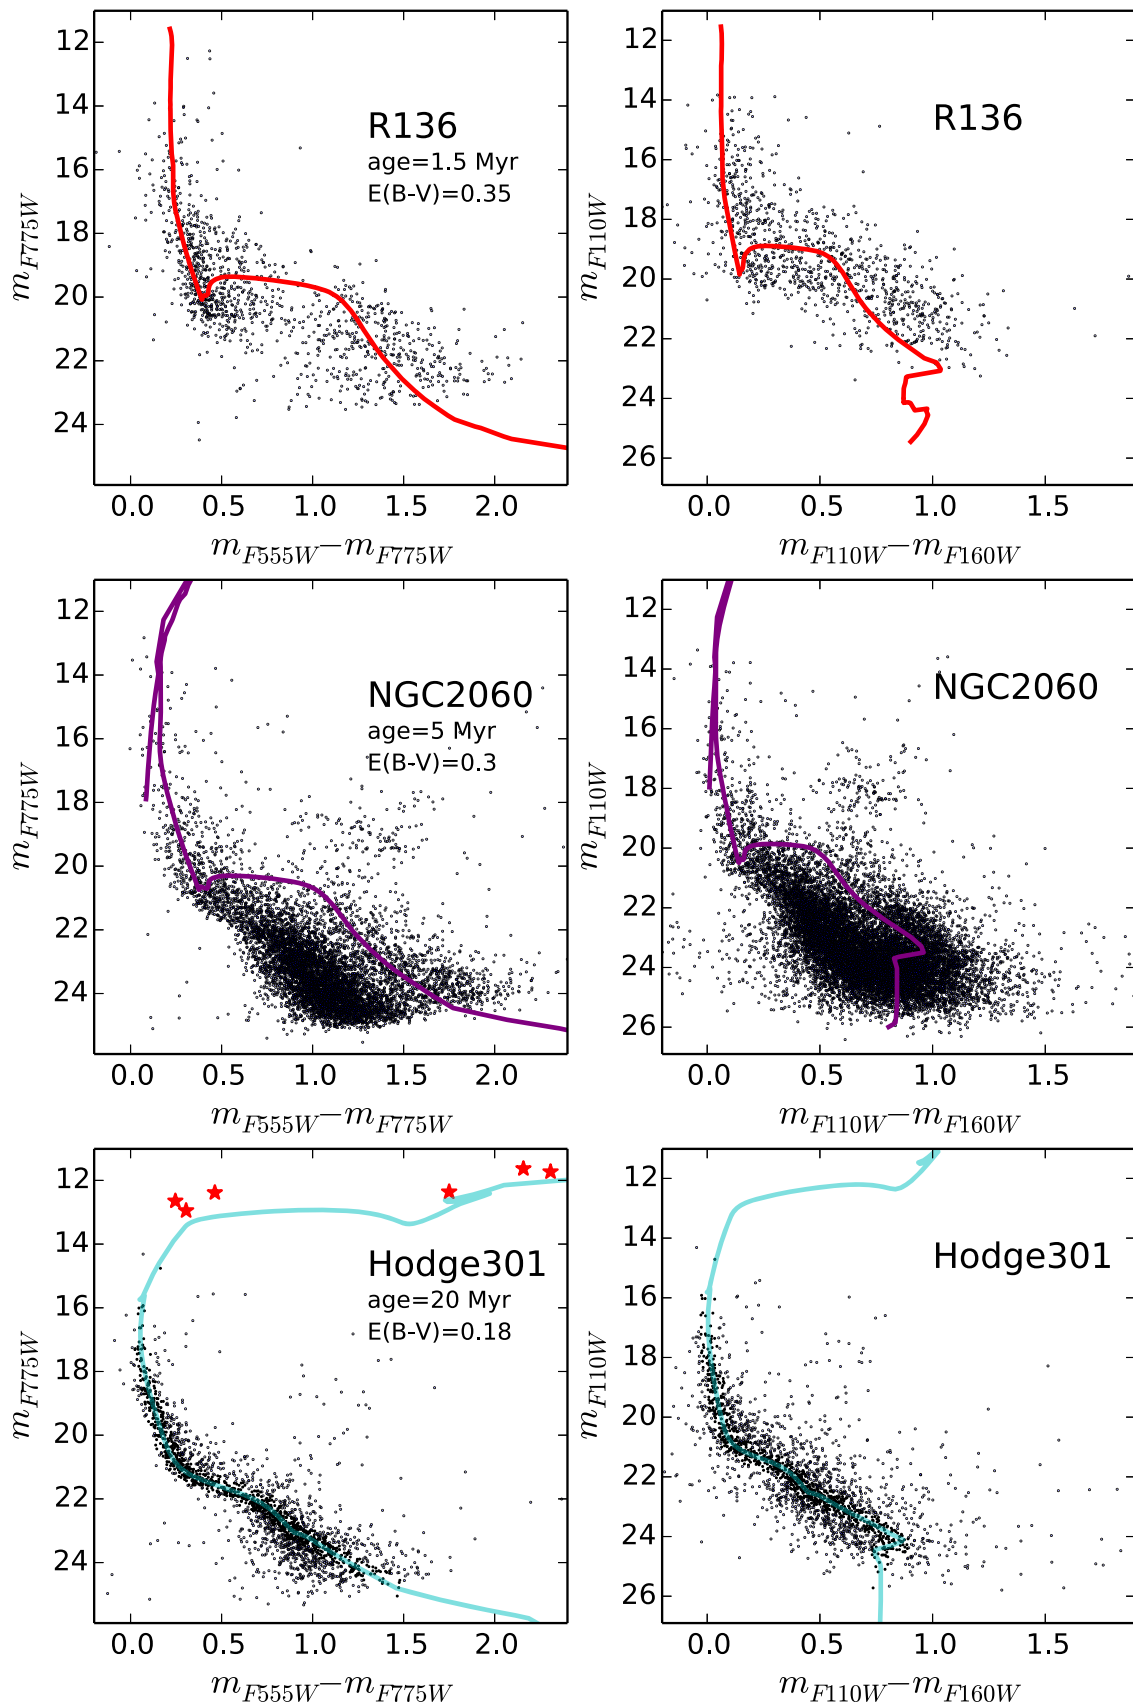 12
14
16
18
20
22
24
m_F775W
R136
age=1.5 Myr
E(B-V)=0.35
0.0 0.5 1.0 1.5 2.0
m_F555W−m_F775W
12
14
16
18
20
22
24
26
m_F110W
R136
0.0 0.5 1.0 1.5
m_F110W−m_F160W
12
14
16
18
20
22
24
m_F775W
NGC2060
age=5 Myr
E(B-V)=0.3
0.0 0.5 1.0 1.5 2.0
m_F555W−m_F775W
12
14
16
18
20
22
24
26
m_F110W
NGC2060
0.0 0.5 1.0 1.5
m_F110W−m_F160W
12
14
16
18
20
22
24
m_F775W
Hodge301
age=20 Myr
E(B-V)=0.18
0.0 0.5 1.0 1.5 2.0
m_F555W−m_F775W
12
14
16
18
20
22
24
26
m_F110W
Hodge301
0.0 0.5 1.0 1.5
m_F110W−m_F160W